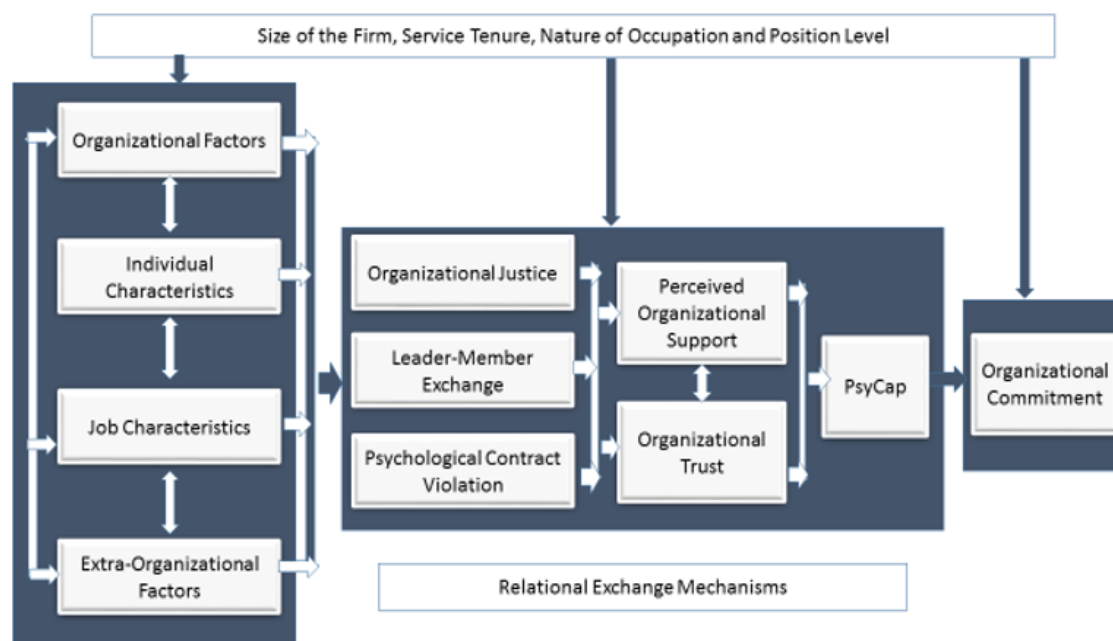 Size of the Firm, Service Tenure, Nature of Occupation and Position Level
Organizational Factors
Individual
Characteristics
Job Characteristics
Extra-Organizational
Factors
Organizational Justice
Leader-Member
Exchange
Psychological Contract
Violation
Perceived
Organizational
Support
Organizational
Trust
PsyCap
Organizational
Commitment
Relational Exchange Mechanisms